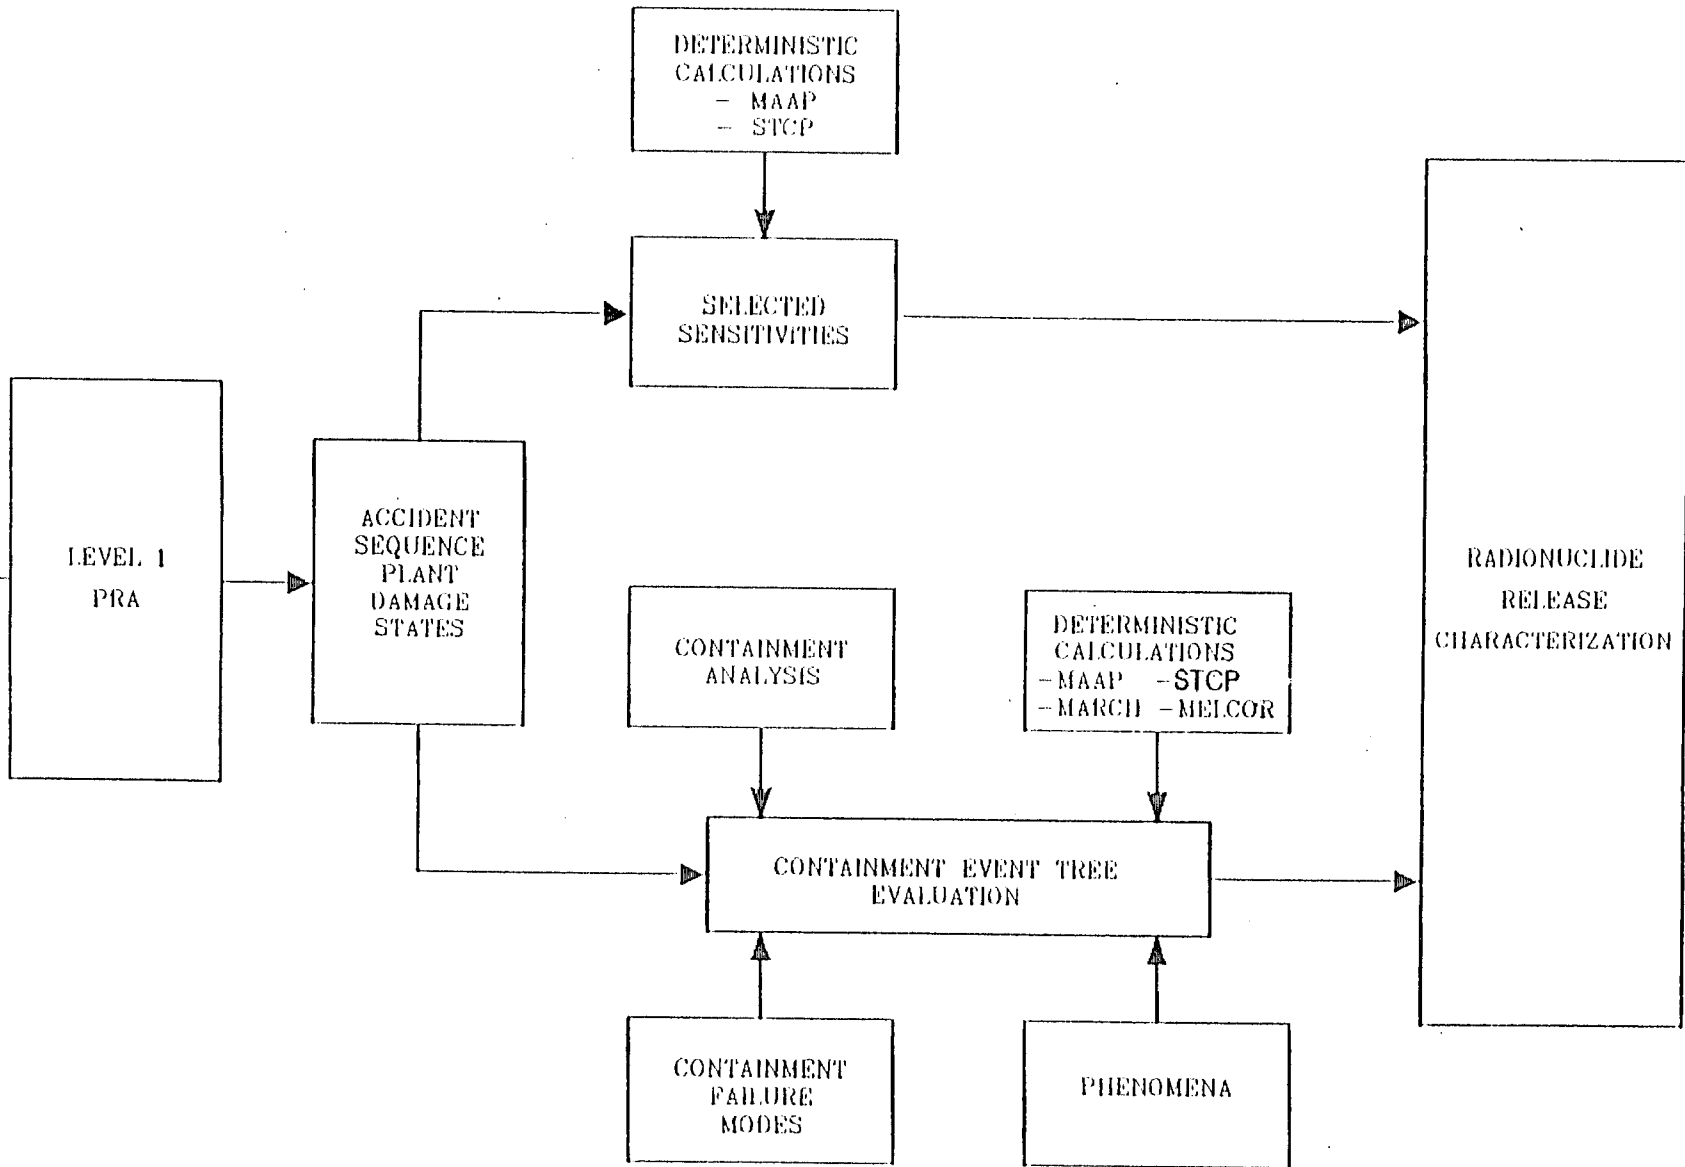 DETERMINISTIC
CALCULATIONS
- MAAP
- STCP
SELECTED
SENSITIVITIES
LEVEL 1
PRA
ACCIDENT
SEQUENCE
PLANT
DAMAGE
STATES
CONTAINMENT
ANALYSIS
DETERMINISTIC
CALCULATIONS
-MAAP -STCP
-MARCH -MELCOR
RADIONUCLIDE
RELEASE
CHARACTERIZATION
CONTAINMENT EVENT TREE
EVALUATION
CONTAINMENT
FAILURE
MODES
PHENOMENA